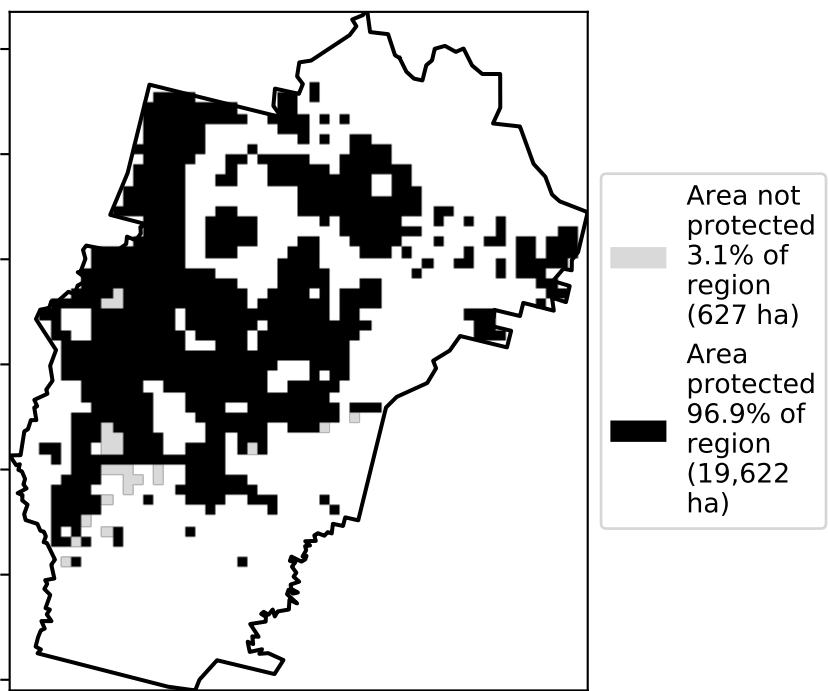 Area not
protected
3.1% of
region
(627 ha)
Area
protected
96.9% of
region
(19,622
ha)